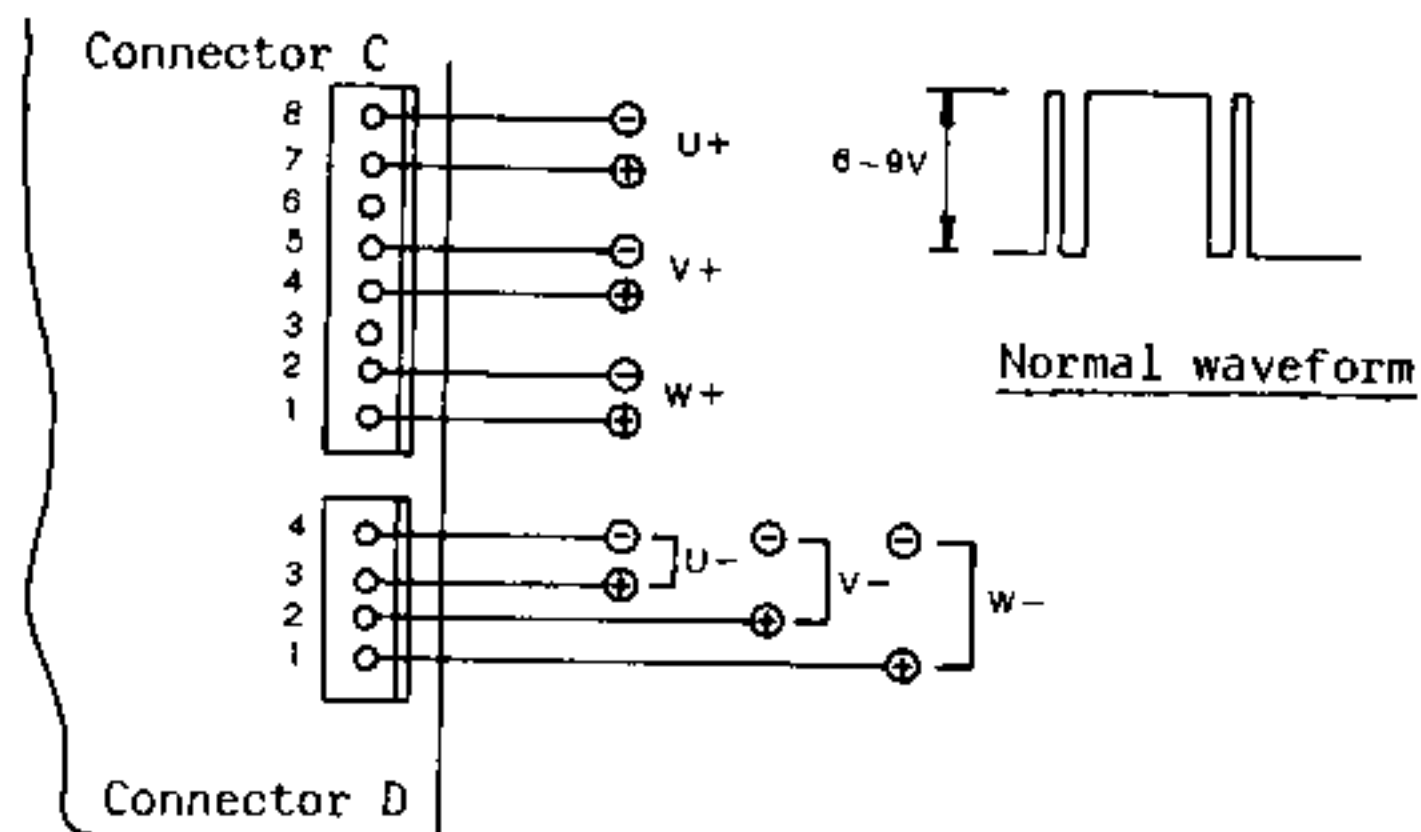 Connector C
8
7
6
5
4
3
2
1
⊖
⊕
U+
⊖
⊕
V+
⊖
⊕
W+
6~9V
Normal waveform
4
3
2
1
⊖
⊕
U-
⊖
⊕
V-
⊖
⊕
W-
Connector D